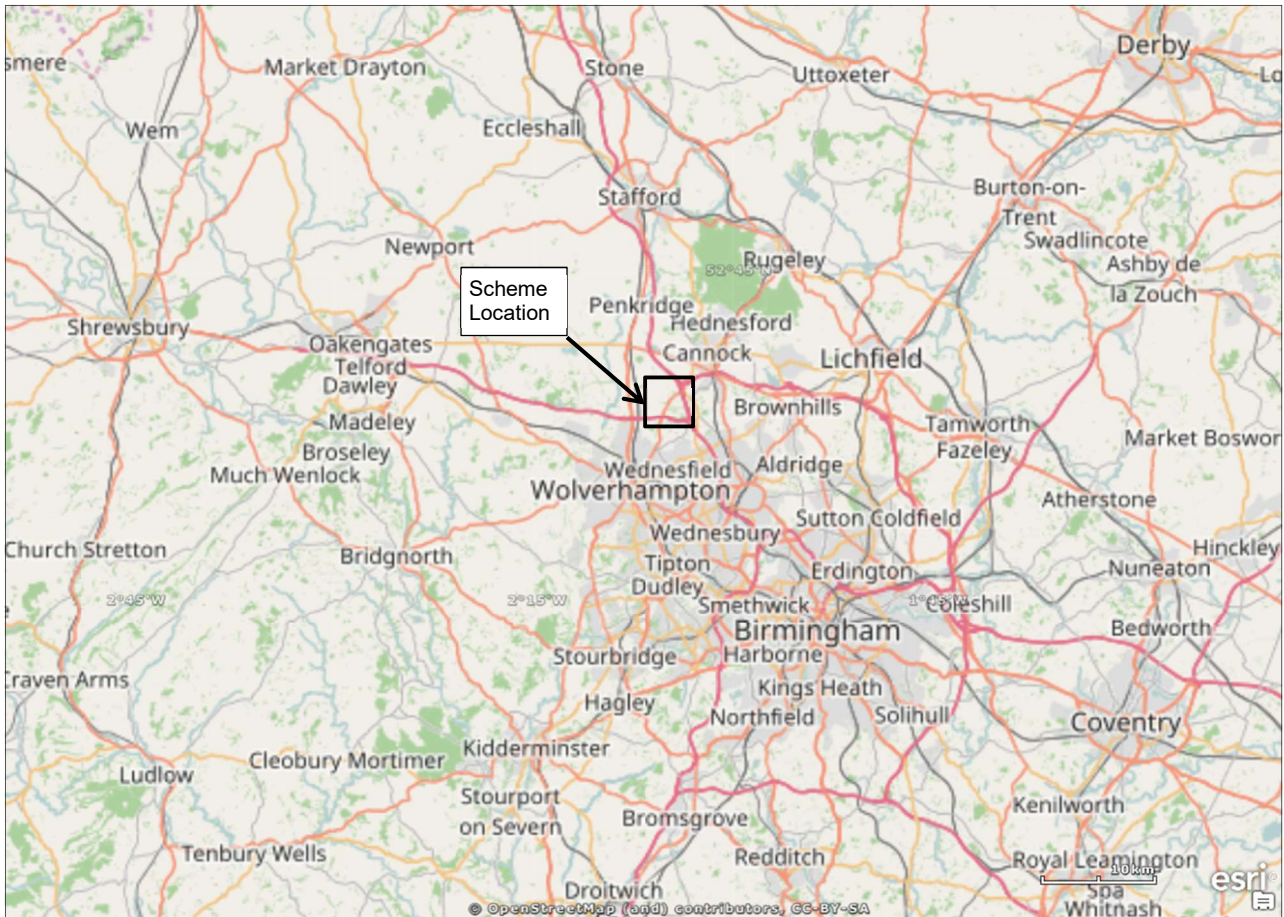 Derby
smere
Market Drayton
Stone
Uttoxeter
Lo
Wem
Eccleshall
Stafford
Burton-on-
Trent
Newport
Swadlincote
Rugeley
52°45'N
Ashby de
la Zouch
Scheme
Location
Penkridge
Hednesford
Shrewsbury
Oakengates
Cannock
Lichfield
Telford
Dawley
Brownhills
Madeley
Tamworth
Fazeley
Market Boswor
Broseley
Much Wenlock
Wednesfield
Aldridge
Wolverhampton
Atherstone
Sutton Coldfield
Wednesbury
Church Stretton
Bridgnorth
Hinckley
Tipton
Erdington
Nuneaton
Dudley
2°45'W
2°15'W
Smethwick
1°45'W
Coleshill
Birmingham
Bedworth
Stourbridge
Harborne
Craven Arms
Kings Heath
Hagley
Northfield
Solihull
Coventry
Kidderminster
Cleobury Mortimer
Ludlow
Stourport
on Severn
Kenilworth
Bromsgrove
Tenbury Wells
Redditch
Royal Leamington
Spa
10km
esri
Droitwich
Whitnash
© OpenStreetMap (and) contributors, CC-BY-SA